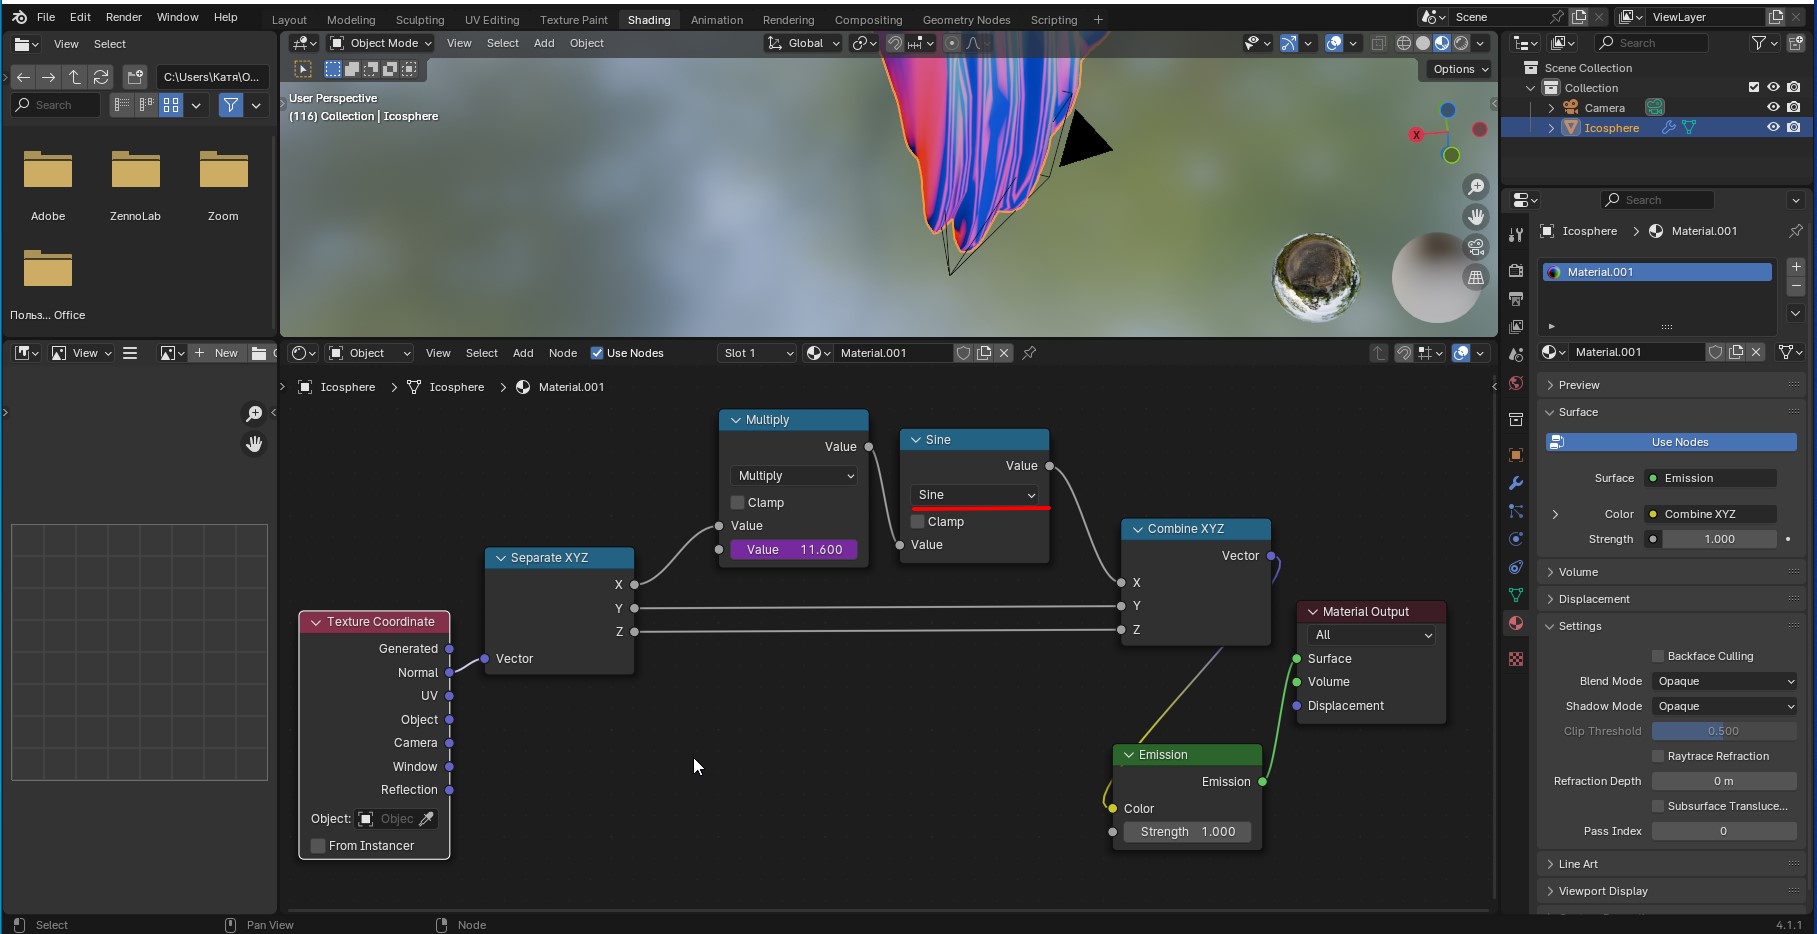 File Edit Render Window Help
Layout Modeling Sculpting UV Editing Texture Paint Shading Animation Rendering Compositing Geometry Nodes Scripting +
Scene
ViewLayer
View Select
C:\Users\Катя\O...
Search
Adobe
ZennoLab
Zoom
Польз... Office
Object Mode View Select Add Object
Global
Options
User Perspective
(116) Collection | Icosphere
X
Search
Scene Collection
Collection
Camera
Icosphere
View
New
Object View Select Add Node Use Nodes Slot 1 Material.001
Icosphere > Icosphere > Material.001
Texture Coordinate
Generated
Normal
UV
Object
Camera
Window
Reflection
Object: Objec
From Instancer
Separate XYZ
X
Y
Z
Vector
Multiply
Value
Multiply
Clamp
Value
Value 11.600
Sine
Value
Sine
Clamp
Value
Combine XYZ
Vector
X
Y
Z
Emission
Emission
Color
Strength 1.000
Material Output
All
Surface
Volume
Displacement
Search
Icosphere > Material.001
Material.001
Material.001
Preview
Surface
Use Nodes
Surface Emission
Color Combine XYZ
Strength 1.000
Volume
Displacement
Settings
Backface Culling
Blend Mode Opaque
Shadow Mode Opaque
Clip Threshold 0.500
Raytrace Refraction
Refraction Depth 0 m
Subsurface Transluce...
Pass Index 0
Line Art
Viewport Display
Select Pan View Node
4.1.1